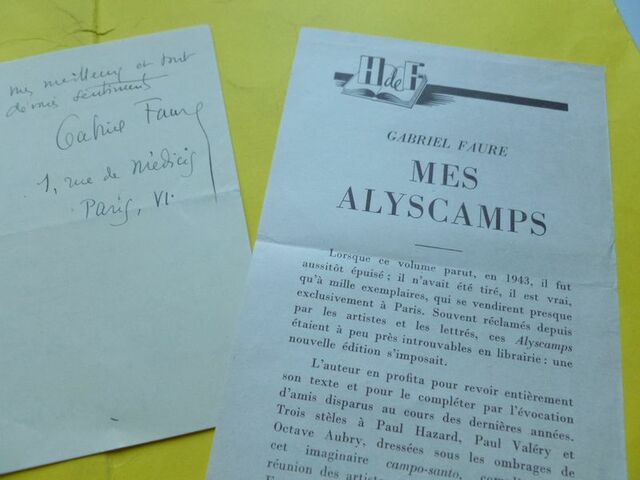 mes meilleurs et tout
dévoués sentiments
Gabriel Faure
1, rue de Médicis
Paris, VI.
H de F
GABRIEL FAURE
MES
ALYSCAMPS
Lorsque ce volume parut, en 1943, il fut
aussitôt épuisé : il n'avait été tiré, il est vrai,
qu'à mille exemplaires, qui se vendirent presque
exclusivement à Paris. Souvent réclamés depuis
par les artistes et les lettrés, ces Alyscamps
étaient à peu près introuvables en librairie : une
nouvelle édition s'imposait.
L'auteur en profita pour revoir entièrement
son texte et pour le compléter par l'évocation
d'amis disparus au cours des dernières années.
Trois stèles à Paul Hazard, Paul Valéry et
Octave Aubry, dressées sous les ombrages de
cet imaginaire campo-santo,
réunion des artistes